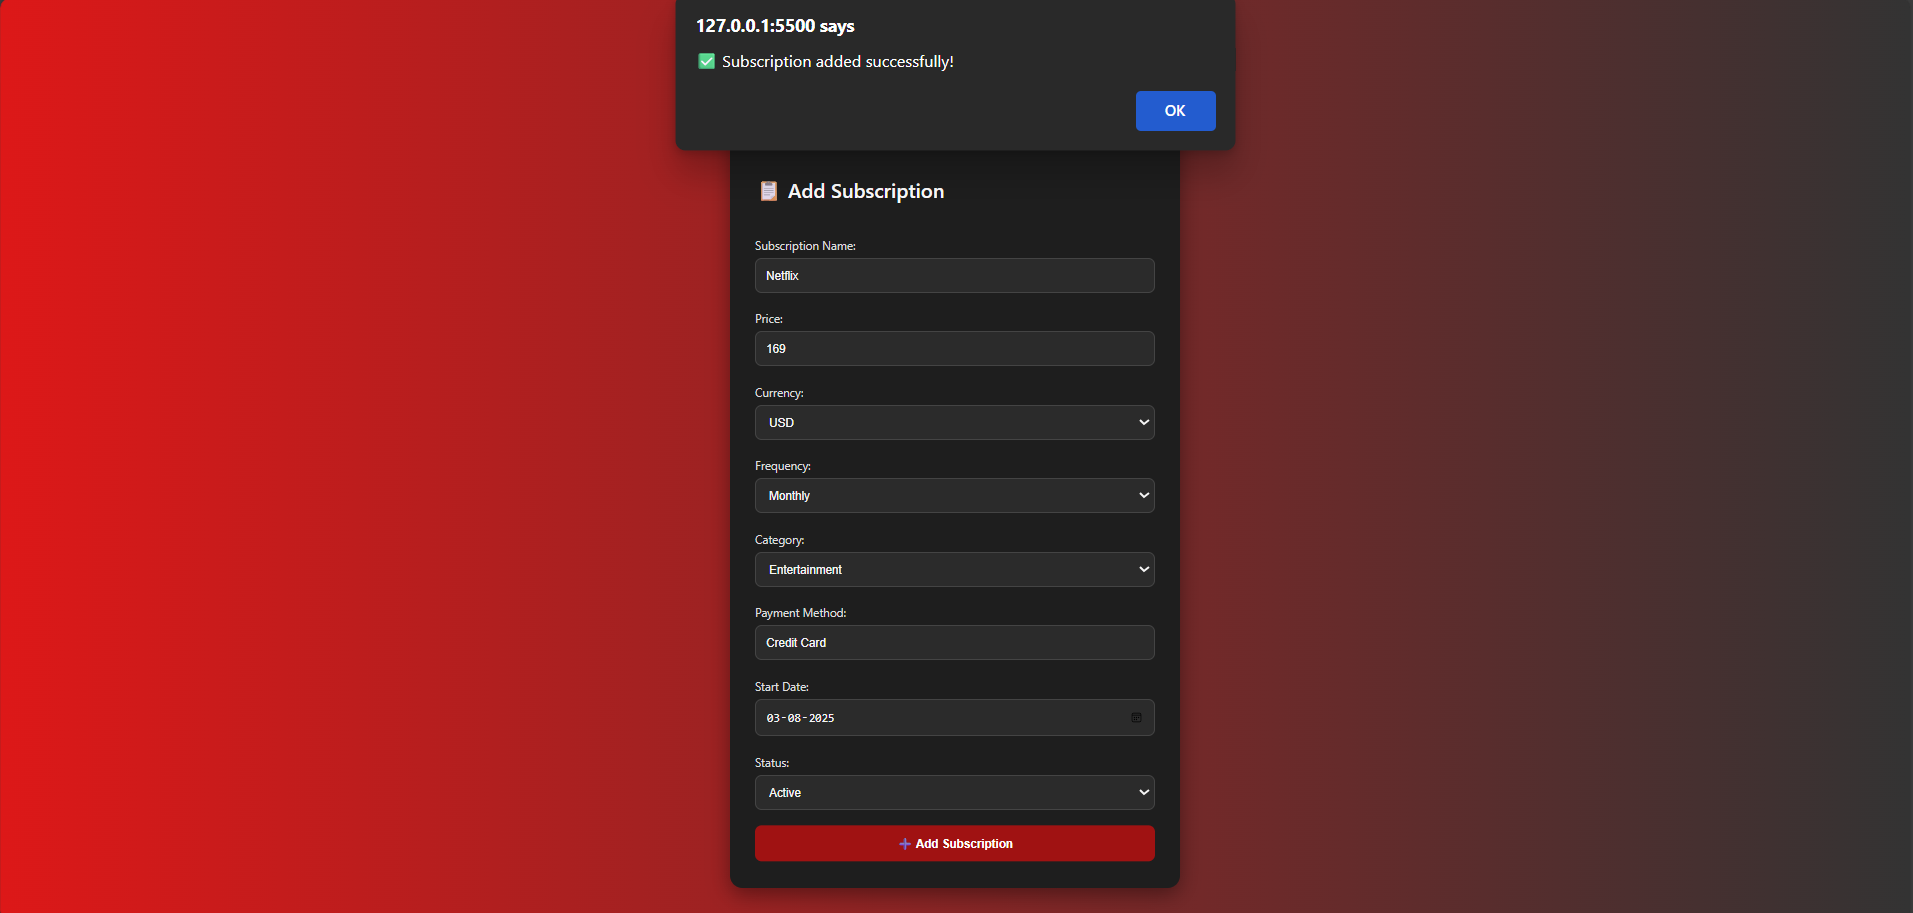 127.0.0.1:5500 says
✅ Subscription added successfully!
OK
📋 Add Subscription
Subscription Name:
Netflix
Price:
169
Currency:
USD
Frequency:
Monthly
Category:
Entertainment
Payment Method:
Credit Card
Start Date:
03-08-2025
Status:
Active
➕ Add Subscription